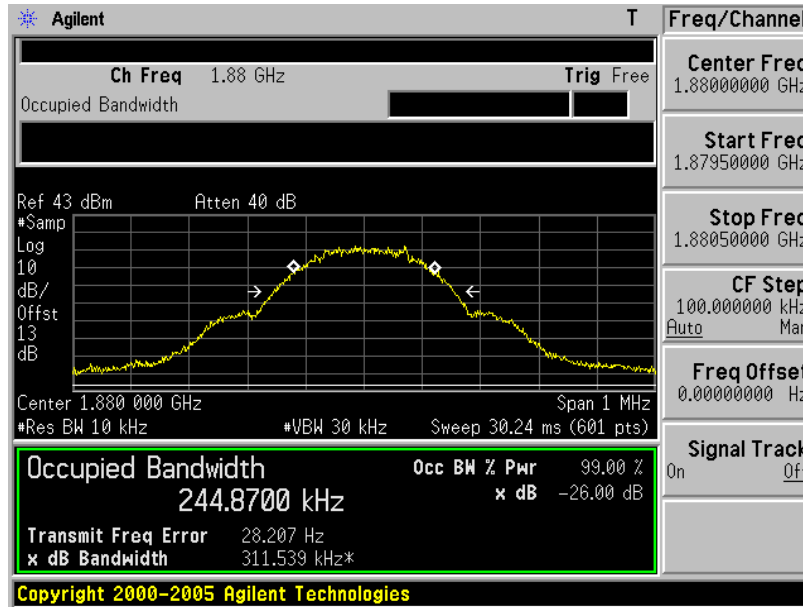 Agilent
T
Freq/Channel
Ch Freq 1.88 GHz
Trig Free
Occupied Bandwidth
Center Freq
1.88000000 GHz
Start Freq
1.87950000 GHz
Stop Freq
1.88050000 GHz
CF Step
100.000000 kHz
Auto Man
Freq Offset
0.00000000 Hz
Signal Track
On Off
Ref 43 dBm
Atten 40 dB
#Samp
Log
10
dB/
Offst
13
dB
Center 1.880 000 GHz
Span 1 MHz
#Res BW 10 kHz
#VBW 30 kHz
Sweep 30.24 ms (601 pts)
Occupied Bandwidth
244.8700 kHz
Occ BW % Pwr 99.00 %
x dB -26.00 dB
Transmit Freq Error 28.207 Hz
x dB Bandwidth 311.539 kHz*
Copyright 2000-2005 Agilent Technologies